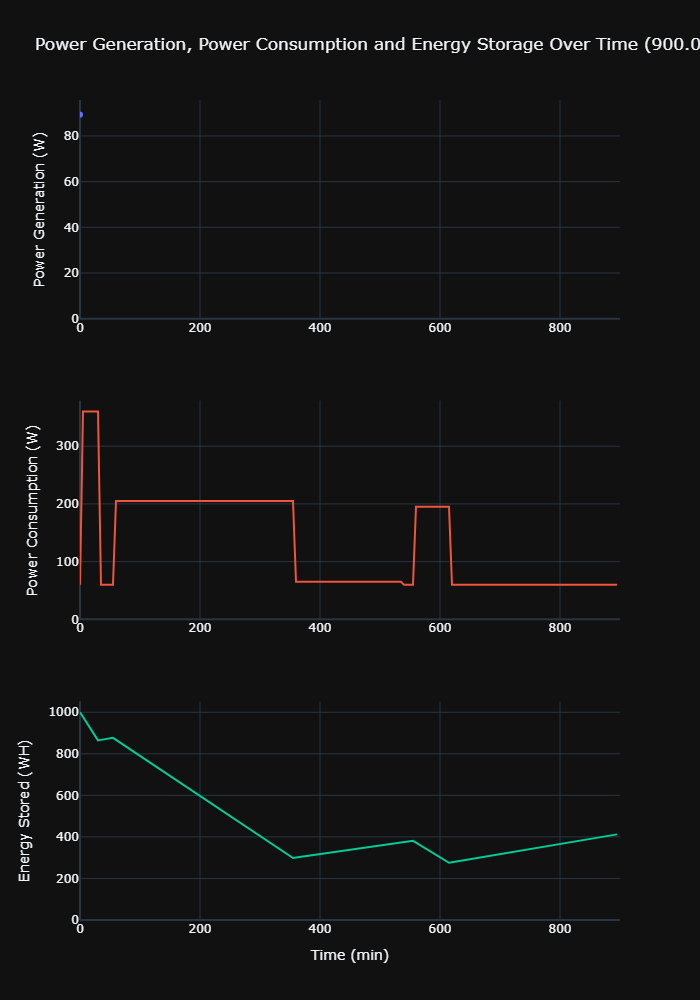 Power Generation, Power Consumption and Energy Storage Over Time (900.0
Power Generation (W)
80
60
40
20
0
0 200 400 600 800
Power Consumption (W)
300
200
100
0
0 200 400 600 800
Energy Stored (WH)
1000
800
600
400
200
0
0 200 400 600 800
Time (min)